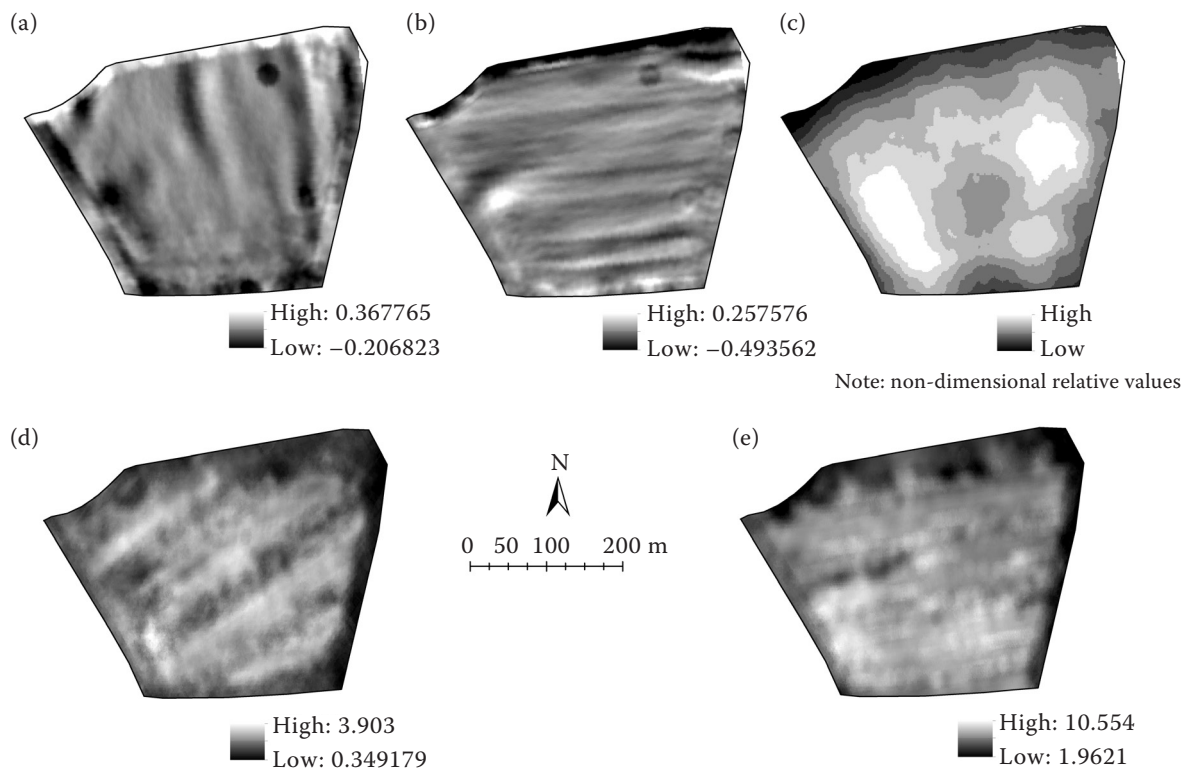 (a)
(b)
(c)
High: 0.367765
Low: −0.206823
High: 0.257576
Low: −0.493562
High
Low
Note: non-dimensional relative values
(d)
(e)
N
0 50 100 200 m
High: 3.903
Low: 0.349179
High: 10.554
Low: 1.9621